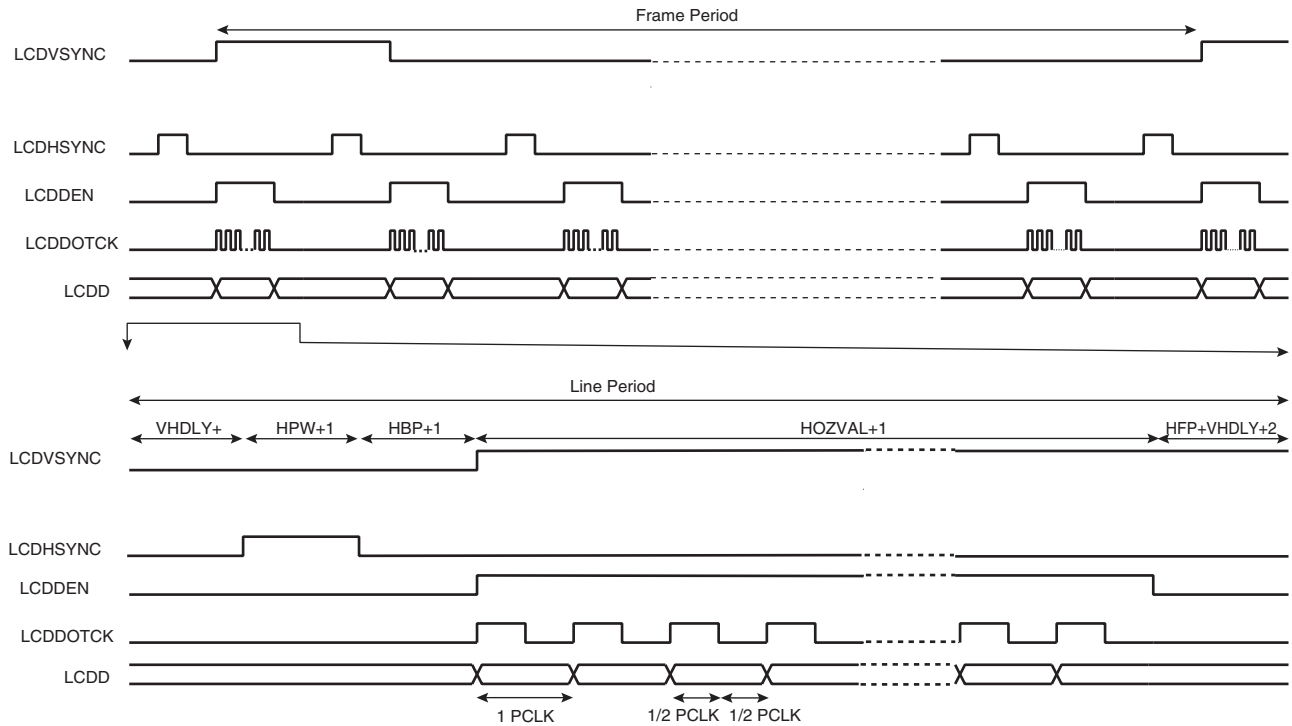 Frame Period
LCDVSYNC
LCDHSYNC
LCDDEN
LCDDOTCK
LCDD
Line Period
VHDLY+ HPW+1 HBP+1 HOZVAL+1 HFP+VHDLY+2
LCDVSYNC
LCDHSYNC
LCDDEN
LCDDOTCK
LCDD
1 PCLK 1/2 PCLK 1/2 PCLK